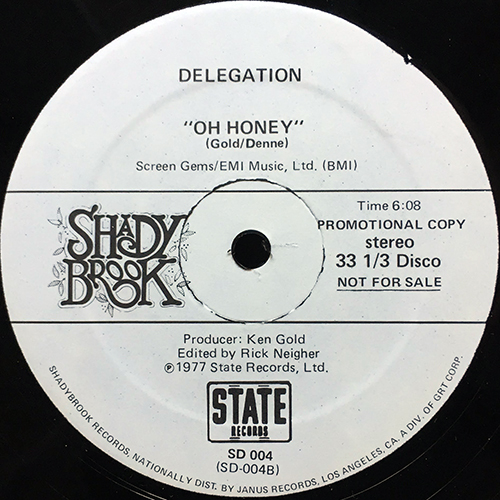 DELEGATION
"OH HONEY"
(Gold/Denne)
Screen Gems/EMI Music, Ltd. (BMI)
Time 6:08
PROMOTIONAL COPY
stereo
33 1/3 Disco
NOT FOR SALE
SHADY
BROOK
Producer: Ken Gold
Edited by Rick Neigher
℗1977 State Records, Ltd.
STATE
RECORDS
SD 004
(SD-004B)
SHADYBROOK RECORDS, NATIONALLY DIST. BY JANUS RECORDS, LOS ANGELES, CA. A DIV. OF GRT CORP.